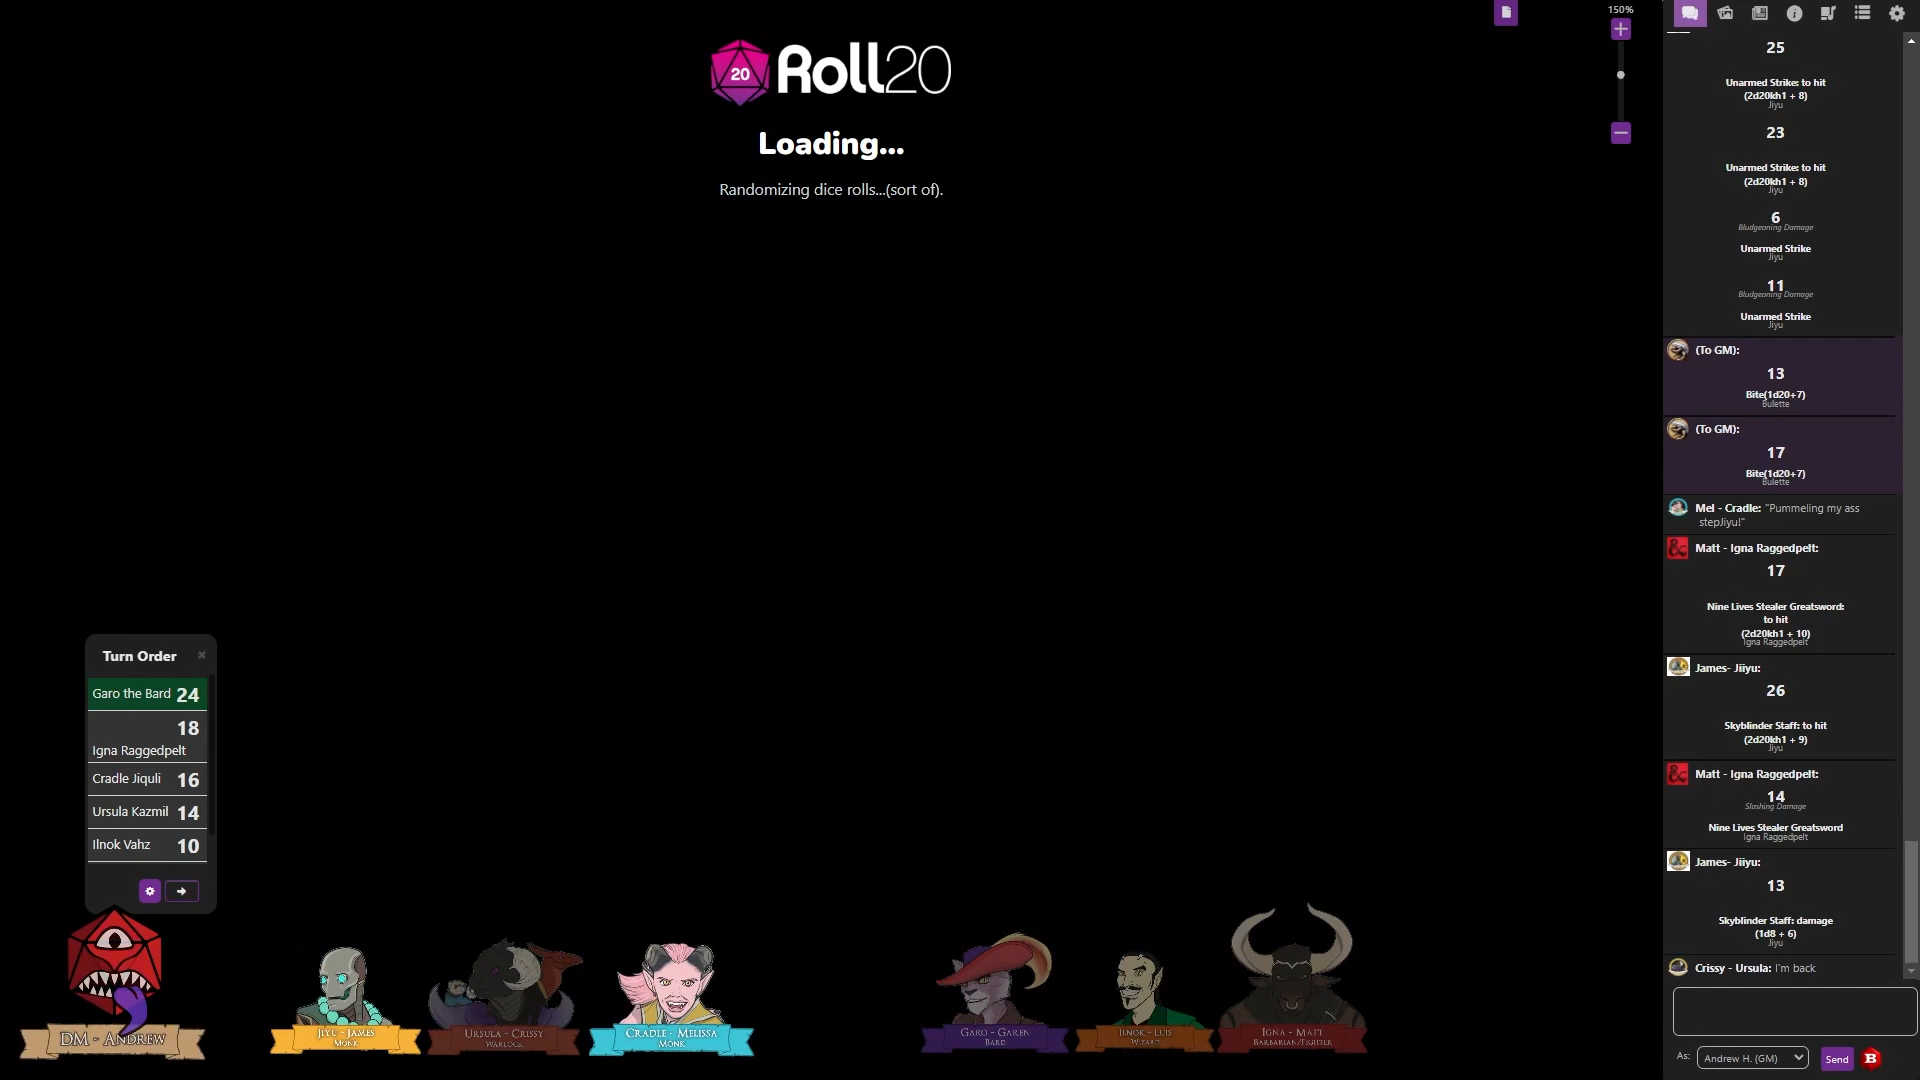 150%
20
Roll20
Loading...
Randomizing dice rolls...(sort of).
Turn Order
Garo the Bard 24
18
Igna Raggedpelt
Cradle Jiquli 16
Ursula Kazmil 14
Ilnok Vahz 10
DM - Andrew
Jiyu - James
Monk
Ursula - Crissy
Warlock
Cradle - Melissa
Monk
Garo - Garen
Bard
Ilnok - Luis
Wizard
Igna - Matt
Barbarian/Fighter
25
Unarmed Strike: to hit
(2d20kh1 + 8)
Jiyu
23
Unarmed Strike: to hit
(2d20kh1 + 8)
Jiyu
6
Bludgeoning Damage
Unarmed Strike
Jiyu
11
Bludgeoning Damage
Unarmed Strike
Jiyu
(To GM):
13
Bite(1d20+7)
Bulette
(To GM):
17
Bite(1d20+7)
Bulette
Mel - Cradle: "Pummeling my ass
stepJiyu!"
Matt - Igna Raggedpelt:
17
Nine Lives Stealer Greatsword:
to hit
(2d20kh1 + 10)
Igna Raggedpelt
James- Jiiyu:
26
Skyblinder Staff: to hit
(2d20kh1 + 9)
Jiyu
Matt - Igna Raggedpelt:
14
Slashing Damage
Nine Lives Stealer Greatsword
Igna Raggedpelt
James- Jiiyu:
13
Skyblinder Staff: damage
(1d8 + 6)
Jiyu
Crissy - Ursula: I'm back
As: Andrew H. (GM) Send B